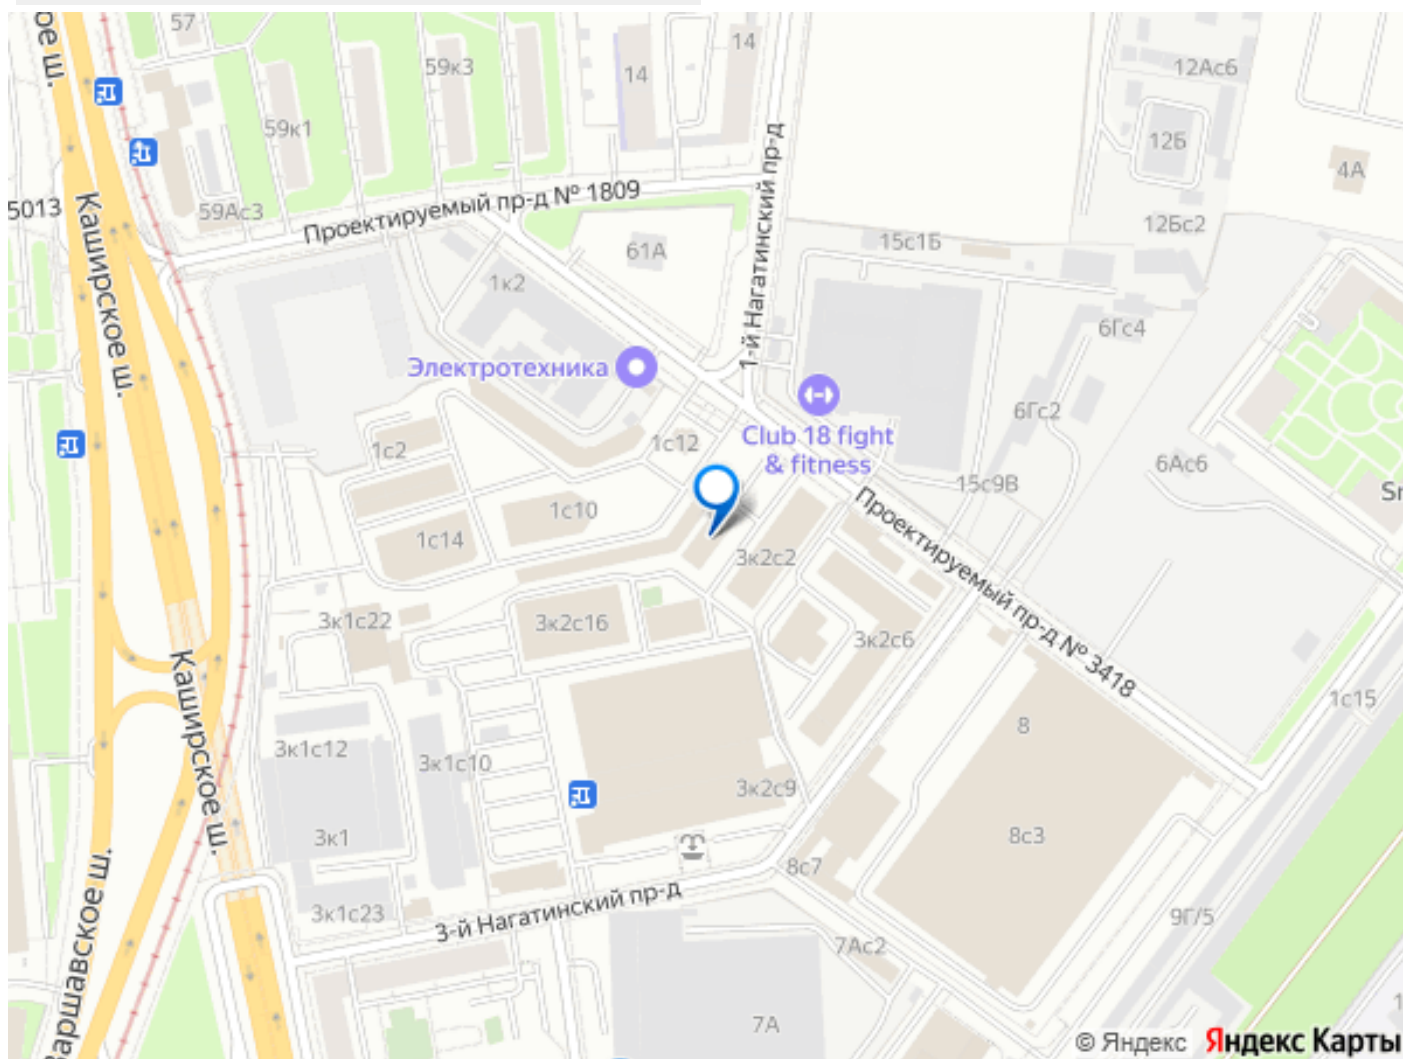 ое ш.
57
59к3
14
14
12Ас6
59к1
12Б
4А
5013
59Ас3
Проектируемый пр-д № 1809
1-й Нагатинский пр-д
12Бс2
Каширское ш.
61А
15с1Б
1к2
6Гс4
Электротехника
Club 18 fight
& fitness
6Гс2
1с2
1с12
6Ас6
15с9В
1с10
1с14
3к2с2
Проектируемый пр-д № 3418
3к1с22
3к2с16
3к2с6
Каширское ш.
1с15
8
3к1с12
3к1с10
3к2с9
3к1
8с3
8с7
3к1с23
3-й Нагатинский пр-д
9Г/5
7Ас2
Варшавское ш.
7А
© Яндекс Яндекс Карты